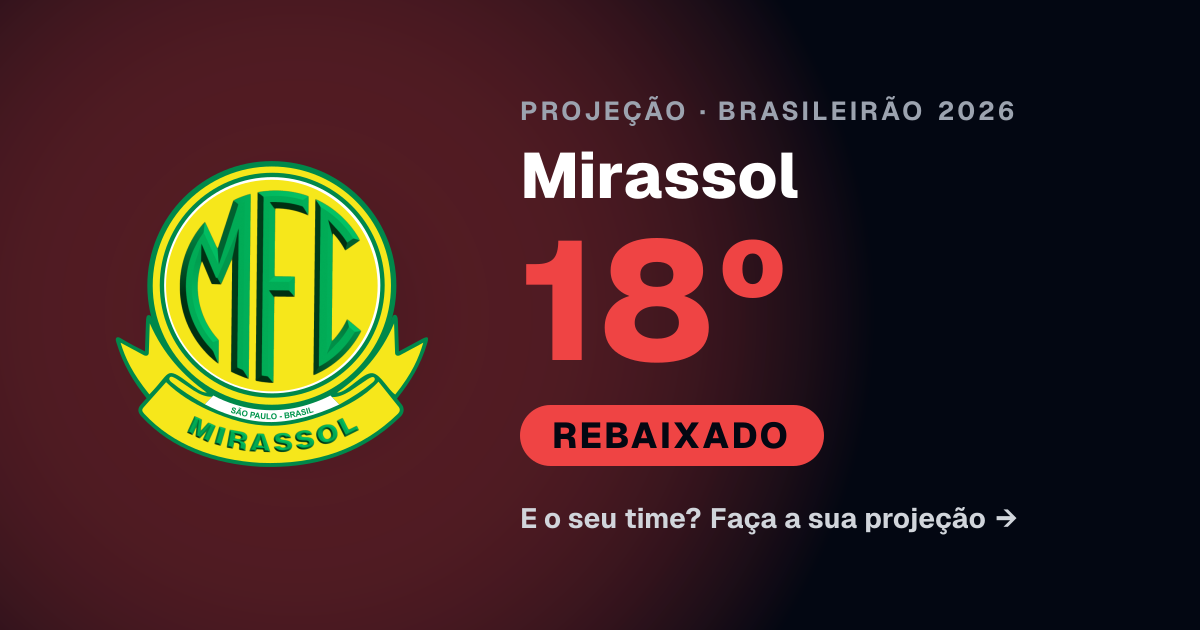 MFC
SÃO PAULO - BRASIL
MIRASSOL
PROJEÇÃO · BRASILEIRÃO 2026
Mirassol
18º
REBAIXADO
E o seu time? Faça a sua projeção →